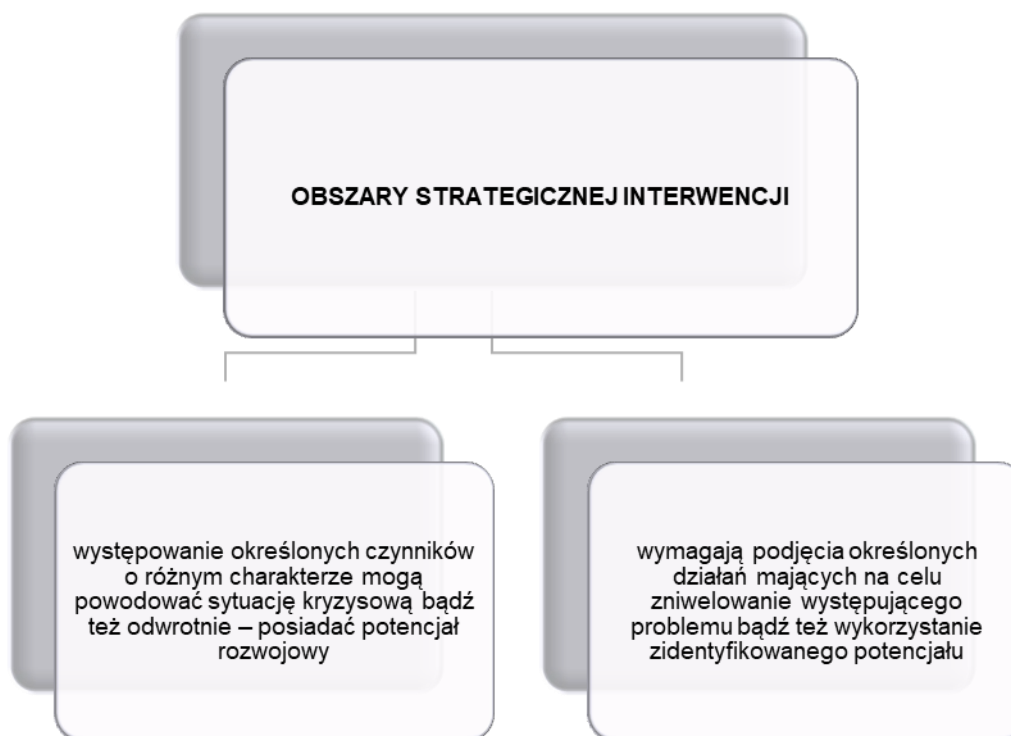 OBSZARY STRATEGICZNEJ INTERWENCJI
występowanie określonych czynników
o różnym charakterze mogą
powodować sytuację kryzysową bądź
też odwrotnie – posiadać potencjał
rozwojowy
wymagają podjęcia określonych
działań mających na celu
zniwelowanie występującego
problemu bądź też wykorzystanie
zidentyfikowanego potencjału